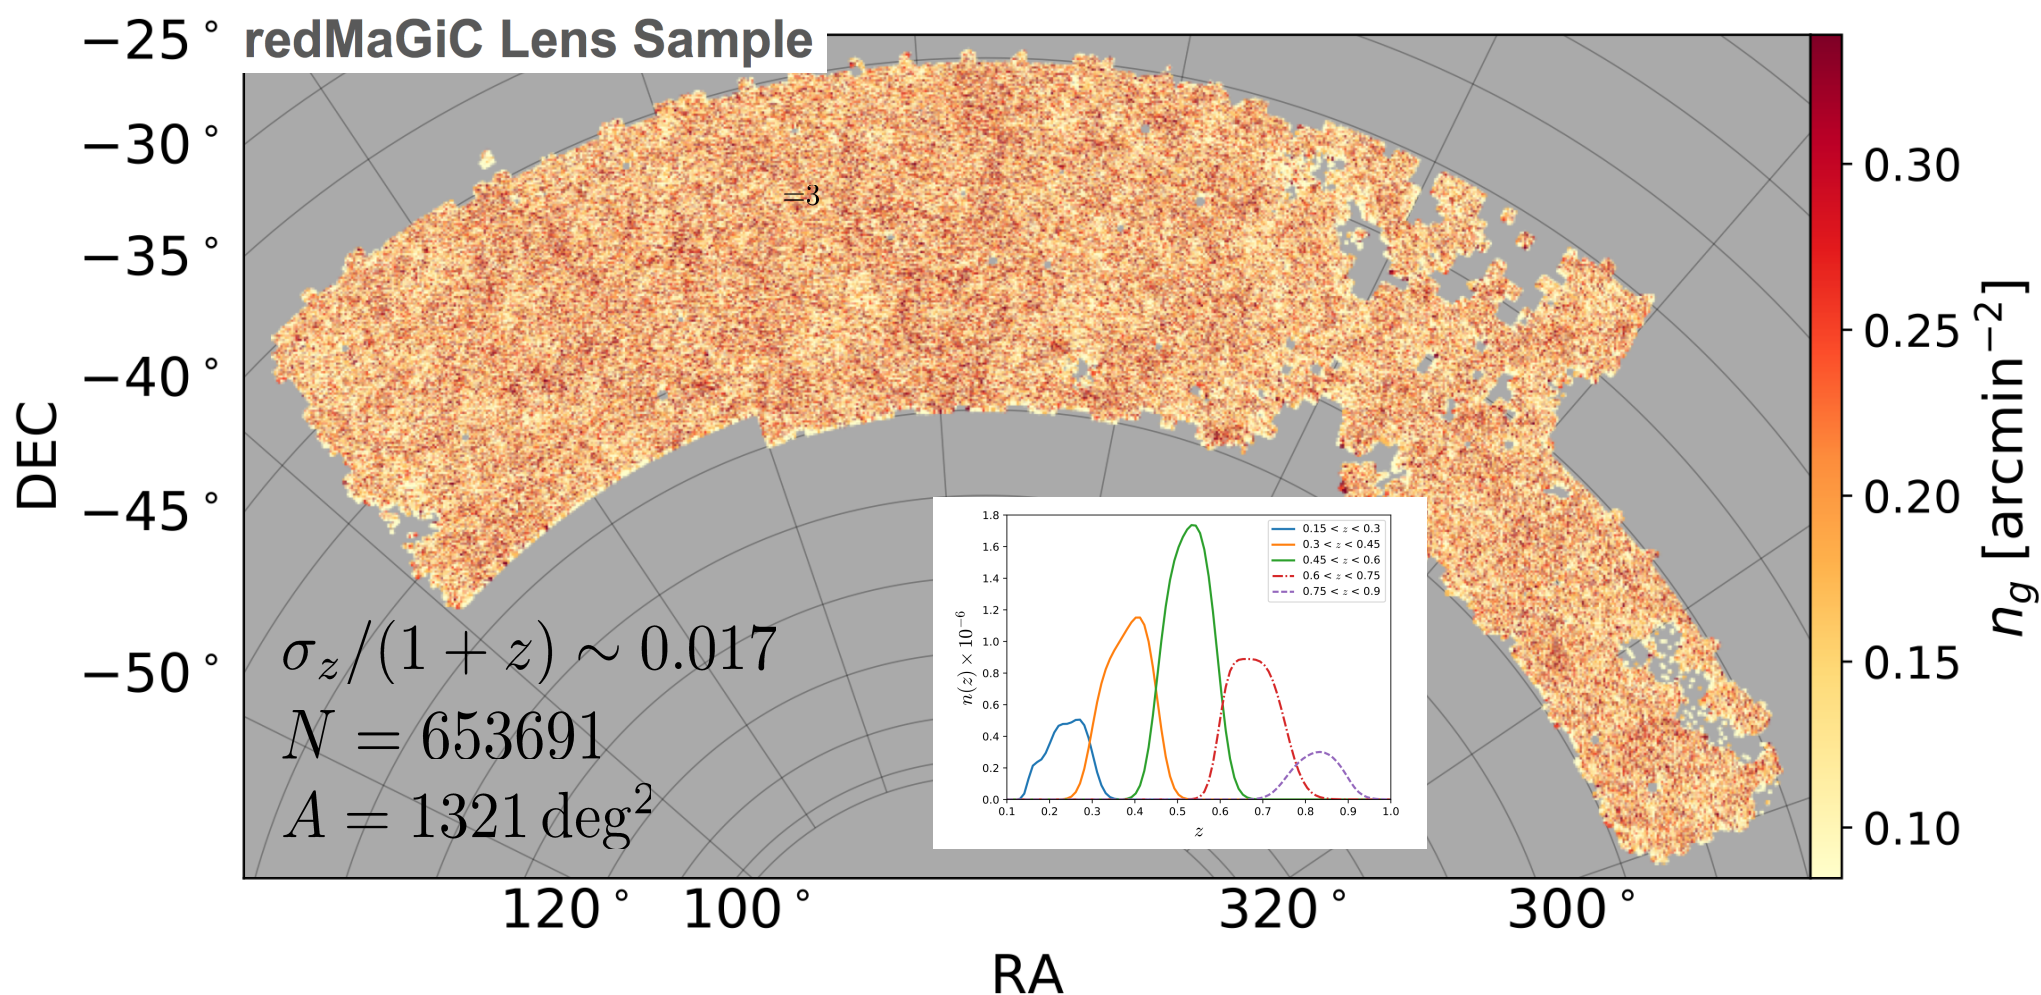 redMaGiC Lens Sample
−25°
−30°
−35°
−40°
−45°
−50°
DEC
=3
σ_z/(1 + z) ∼ 0.017
N = 653691
A = 1321 deg²
1.8
1.6
1.4
1.2
1.0
0.8
0.6
0.4
0.2
0.0
n(z) × 10⁻⁶
0.15 < z < 0.3
0.3 < z < 0.45
0.45 < z < 0.6
0.6 < z < 0.75
0.75 < z < 0.9
0.1 0.2 0.3 0.4 0.5 0.6 0.7 0.8 0.9 1.0
z
0.30
0.25
0.20
0.15
0.10
n_g [arcmin⁻²]
120° 100° 320° 300°
RA